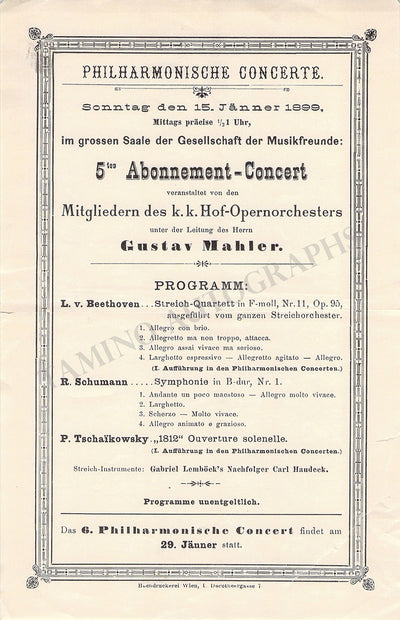 PHILHARMONISCHE CONCERTE.
Sonntag den 15. Jänner 1899,
Mittags präcise ½1 Uhr,
im grossen Saale der Gesellschaft der Musikfreunde:
5tes Abonnement-Concert
veranstaltet von den
Mitgliedern des k. k. Hof-Opernorchesters
unter der Leitung des Herrn
Gustav Mahler.
PROGRAMM:
L. v. Beethoven...Streich-Quartett in F-moll, Nr. 11, Op. 95,
ausgeführt vom ganzen Streichorchester.
1. Allegro con brio.
2. Allegretto ma non troppo, attacca.
3. Allegro assai vivace ma serioso.
4. Larghetto espressivo — Allegretto agitato — Allegro.
(I. Aufführung in den Philharmonischen Concerten.)
R. Schumann.....Symphonie in B-dur, Nr. 1.
1. Andante un poco maestoso — Allegro molto vivace.
2. Larghetto.
3. Scherzo — Molto vivace.
4. Allegro animato e grazioso.
P. Tschaïkowsky.„1812" Ouverture solenelle.
(I. Aufführung in den Philharmonischen Concerten.)
Streich-Instrumente: Gabriel Lemböck's Nachfolger Carl Haudeck.
Programme unentgeltlich.
Das 6. Philharmonische Concert findet am
29. Jänner statt.
Buchdruckerei Wien, I. Dorotheergasse 7
TAMINO AUTOGRAPHS